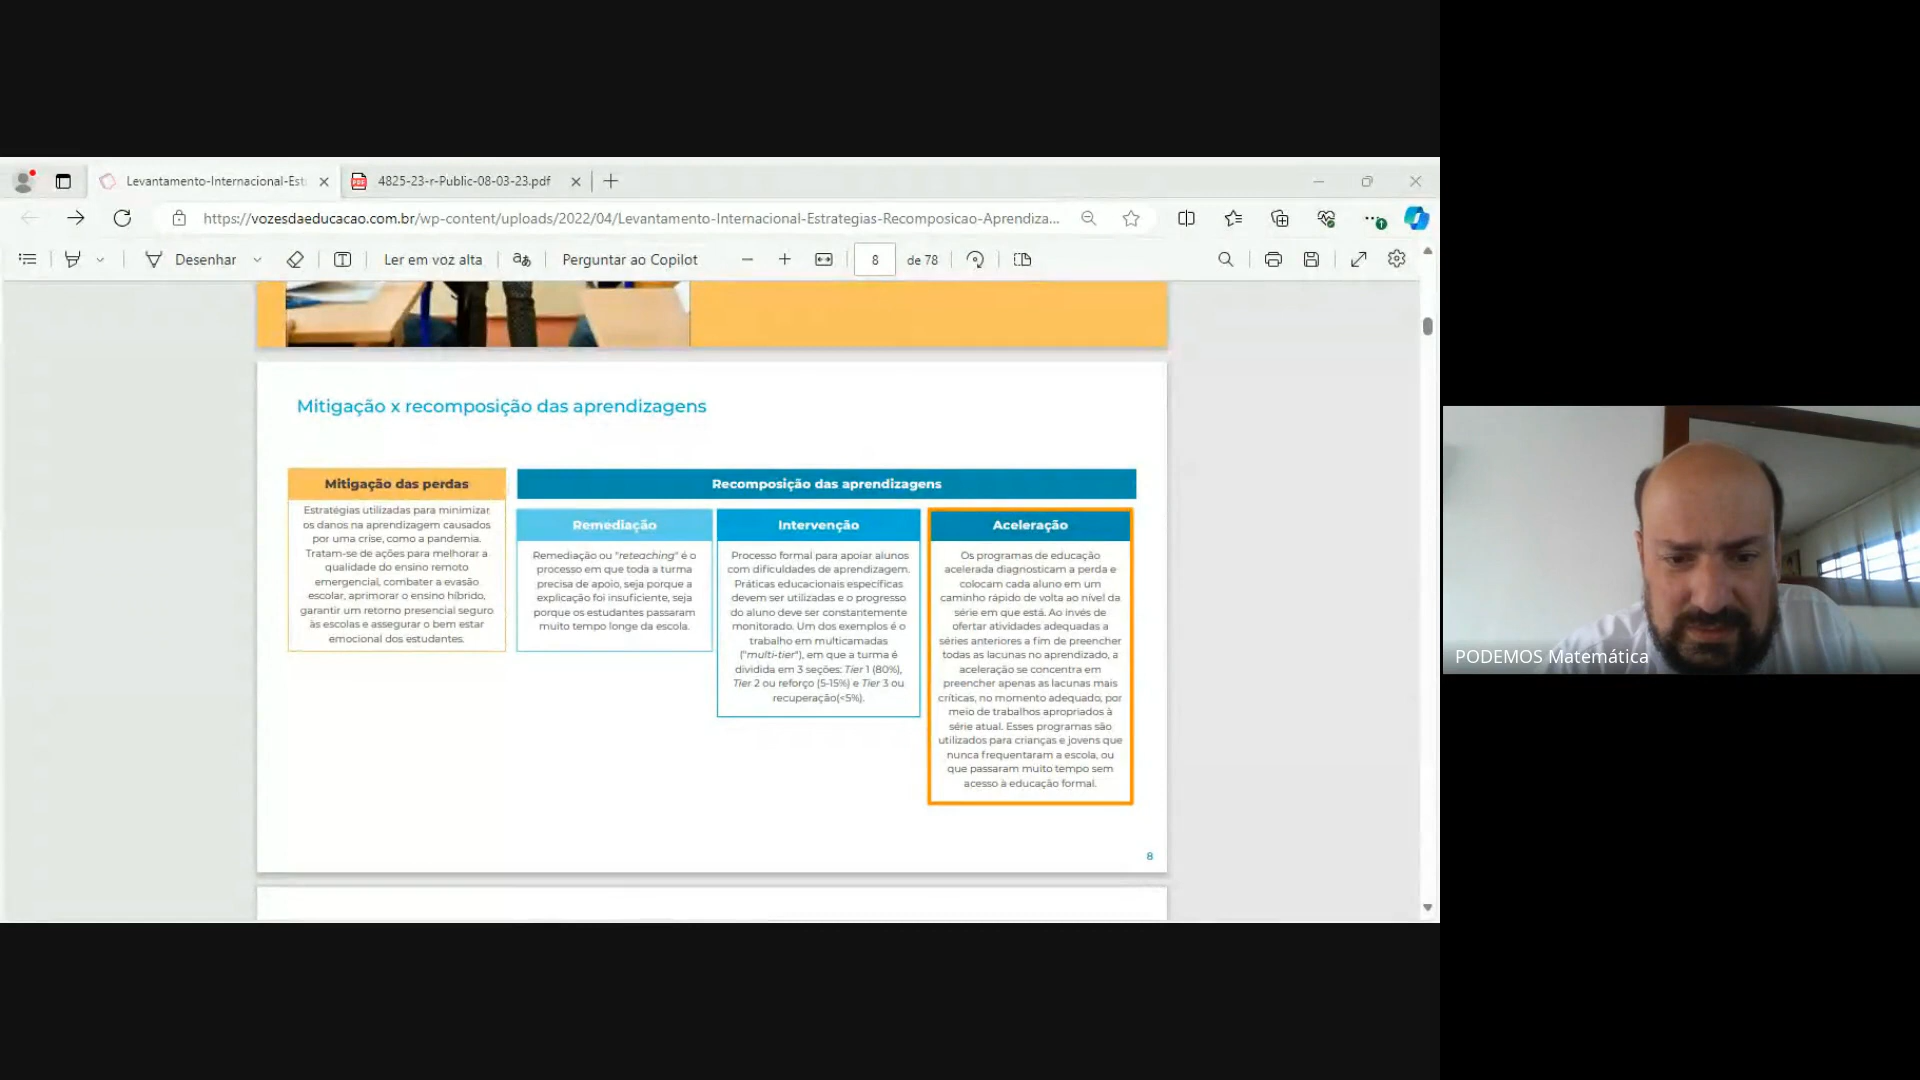 Levantamento-Internacional-Est
4825-23-r-Public-08-03-23.pdf
https://vozesdaeducacao.com.br/wp-content/uploads/2022/04/Levantamento-Internacional-Estrategias-Recomposicao-Aprendiza...
Desenhar
Ler em voz alta
Perguntar ao Copilot
8
de 78
Mitigação x recomposição das aprendizagens
Mitigação das perdas
Estratégias utilizadas para minimizar
os danos na aprendizagem causados
por uma crise, como a pandemia.
Tratam-se de ações para melhorar a
qualidade do ensino remoto
emergencial, combater a evasão
escolar, aprimorar o ensino híbrido,
garantir um retorno presencial seguro
às escolas e assegurar o bem estar
emocional dos estudantes.
Recomposição das aprendizagens
Remediação
Remediação ou "reteaching" é o
processo em que toda a turma
precisa de apoio, seja porque a
explicação foi insuficiente, seja
porque os estudantes passaram
muito tempo longe da escola.
Intervenção
Processo formal para apoiar alunos
com dificuldades de aprendizagem.
Práticas educacionais específicas
devem ser utilizadas e o progresso
do aluno deve ser constantemente
monitorado. Um dos exemplos é o
trabalho em multicamadas
("multi-tier"), em que a turma é
dividida em 3 seções: Tier 1 (80%),
Tier 2 ou reforço (5-15%) e Tier 3 ou
recuperação(<5%).
Aceleração
Os programas de educação
acelerada diagnosticam a perda e
colocam cada aluno em um
caminho rápido de volta ao nível da
série em que está. Ao invés de
ofertar atividades adequadas a
séries anteriores a fim de preencher
todas as lacunas no aprendizado, a
aceleração se concentra em
preencher apenas as lacunas mais
críticas, no momento adequado, por
meio de trabalhos apropriados à
série atual. Esses programas são
utilizados para crianças e jovens que
nunca frequentaram a escola, ou
que passaram muito tempo sem
acesso à educação formal.
8
PODEMOS Matemática